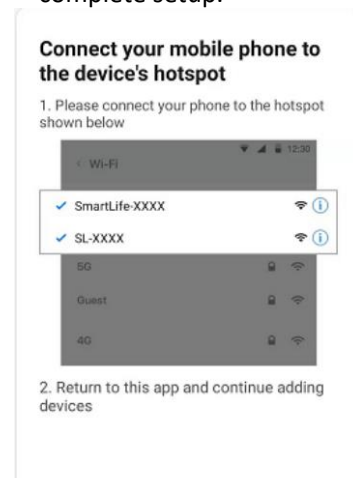 complete setup.
Connect your mobile phone to
the device's hotspot
1. Please connect your phone to the hotspot
shown below
12:30
Wi-Fi
SmartLife-XXXX
SL-XXXX
5G
Guest
4G
2. Return to this app and continue adding
devices